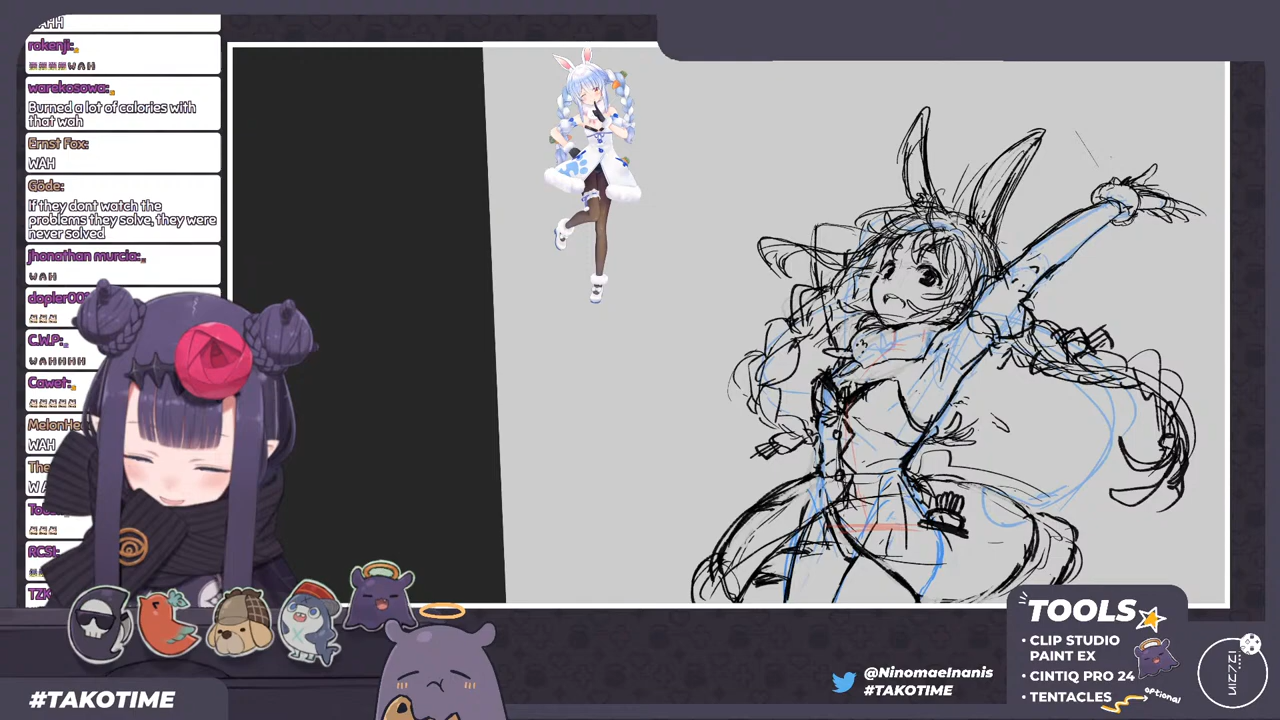 rokenji:
WAH
warekosowa:
Burned a lot of calories with
that wah
Ernst Fox:
WAH
Göde:
If they dont watch the
problems they solve, they were
never solved
jhonathan murcia:
WAH
C.W.P:
WAHHHH
Cawet:
WAH
The
RCSI:
TZK
#TAKOTIME
@NinomaeInanis
#TAKOTIME
TOOLS
• CLIP STUDIO
PAINT EX
• CINTIQ PRO 24
• TENTACLES
optional